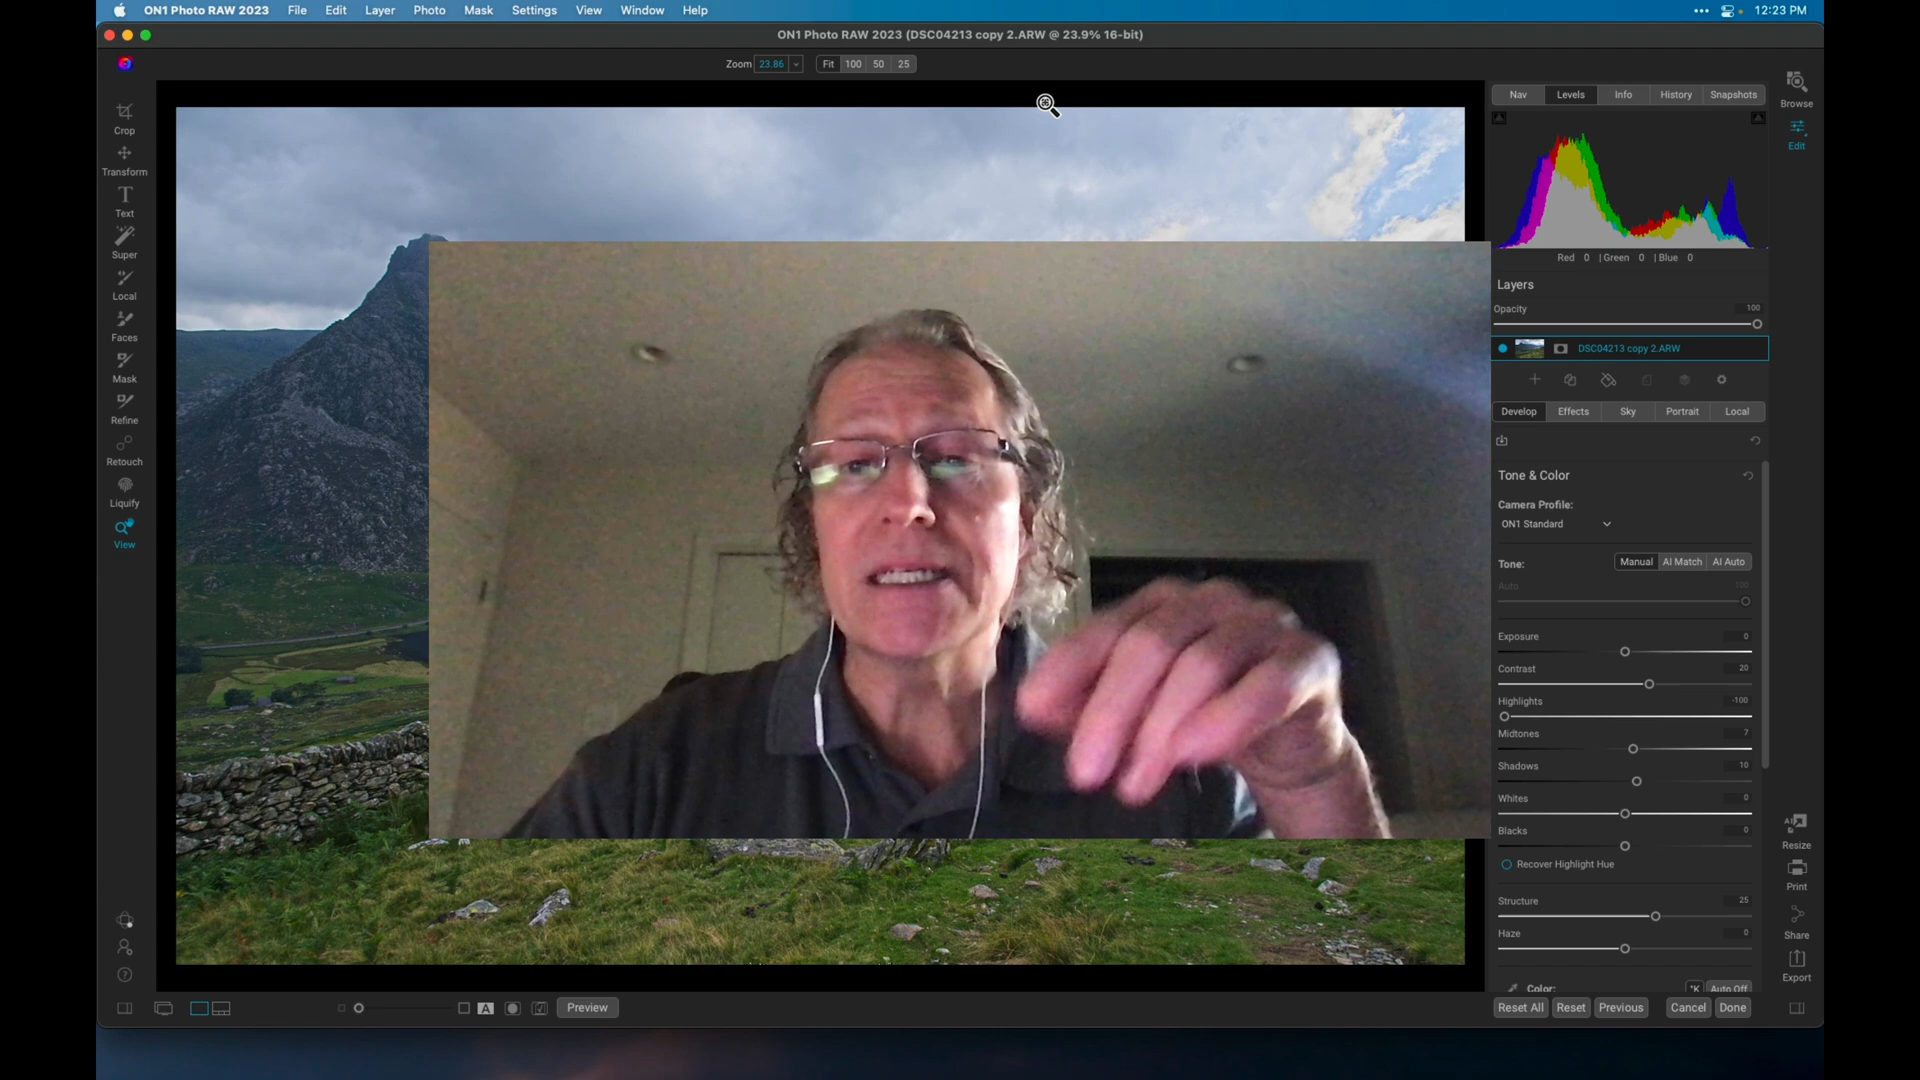 ON1 Photo RAW 2023 File Edit Layer Photo Mask Settings View Window Help 12:23 PM
ON1 Photo RAW 2023 (DSC04213 copy 2.ARW @ 23.9% 16-bit)
Zoom 23.86 Fit 100 50 25
Crop
Transform
Text
Super
Local
Faces
Mask
Refine
Retouch
Liquify
View
Nav Levels Info History Snapshots
Red 0 | Green 0 | Blue 0
Layers
Opacity 100
DSC04213 copy 2.ARW
Develop Effects Sky Portrait Local
Tone & Color
Camera Profile:
ON1 Standard
Tone: Manual AI Match AI Auto
Auto 100
Exposure 0
Contrast 20
Highlights -100
Midtones 7
Shadows 10
Whites 0
Blacks 0
Recover Highlight Hue
Structure 25
Haze 0
Color: °K Auto Off
Browse
Edit
AI
Resize
Print
Share
Export
A Preview
Reset All Reset Previous Cancel Done